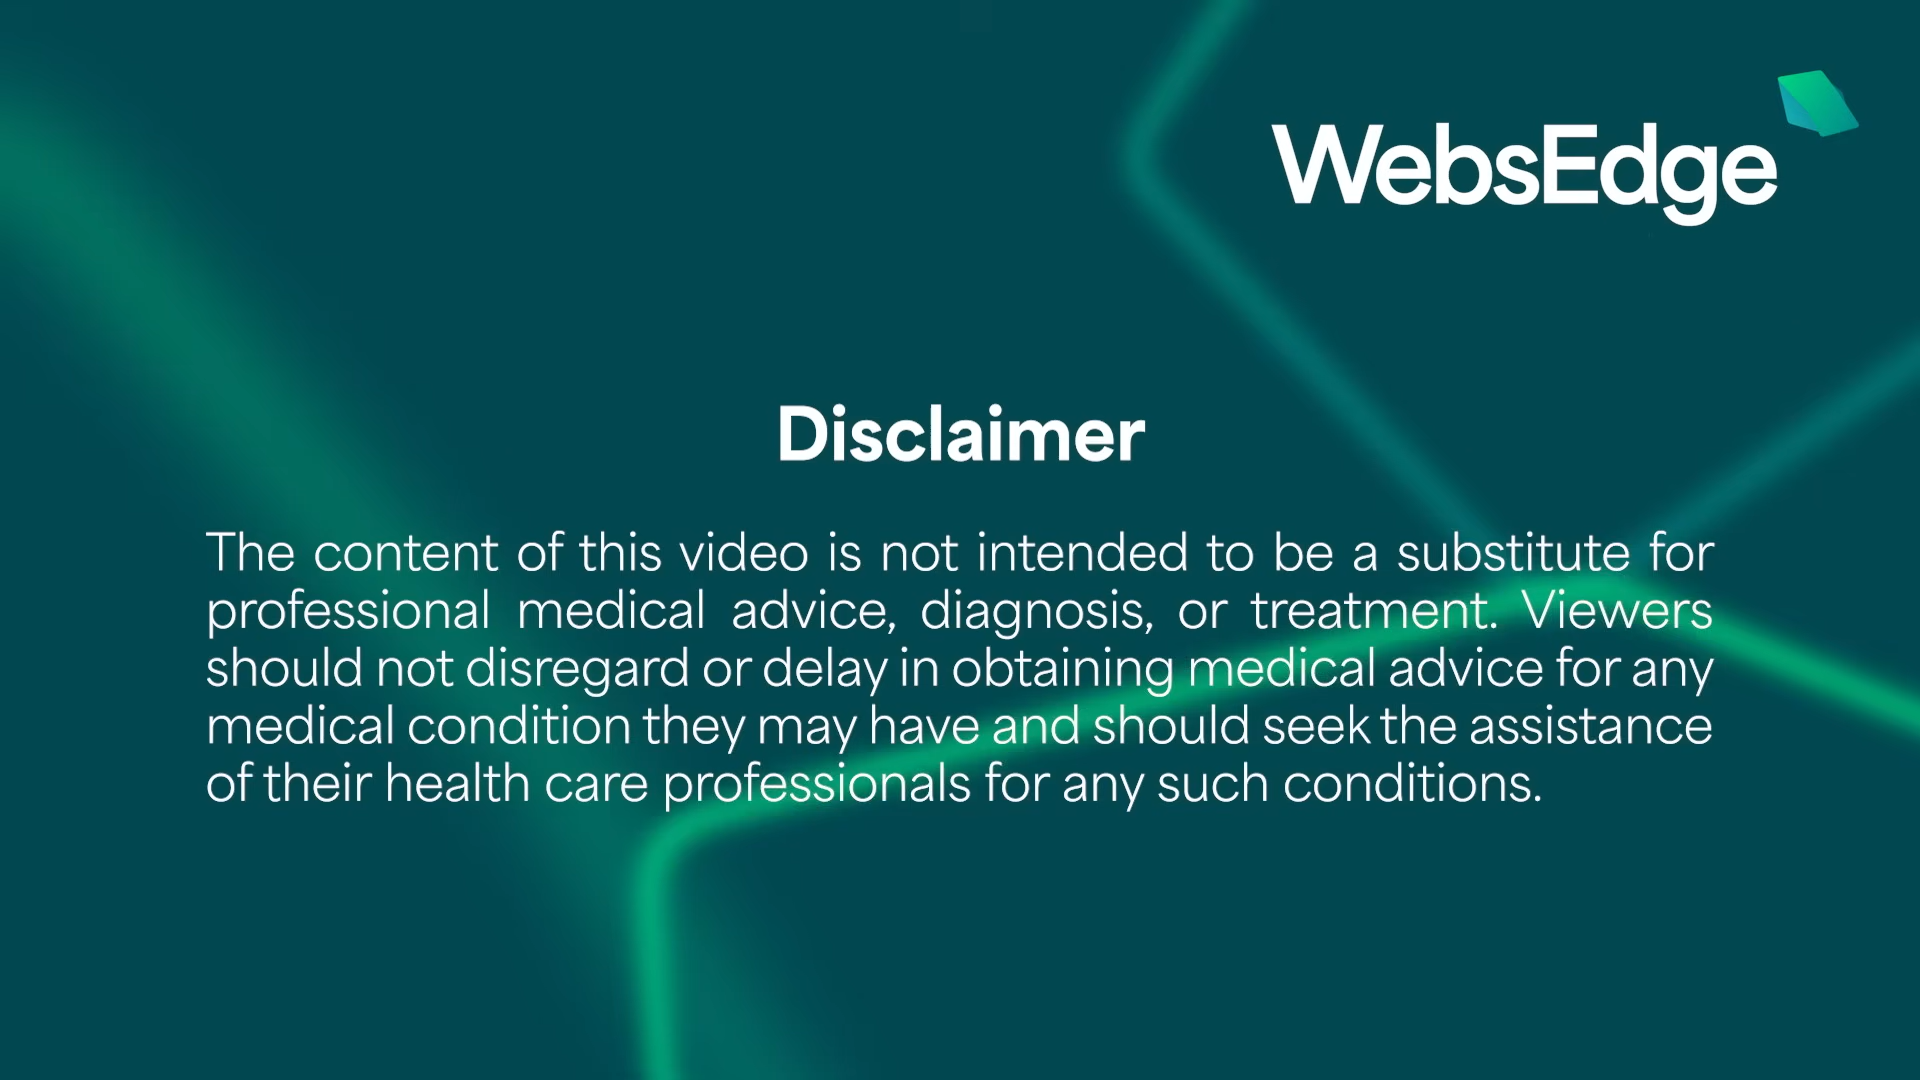 WebsEdge
Disclaimer
The content of this video is not intended to be a substitute for
professional medical advice, diagnosis, or treatment. Viewers
should not disregard or delay in obtaining medical advice for any
medical condition they may have and should seek the assistance
of their health care professionals for any such conditions.